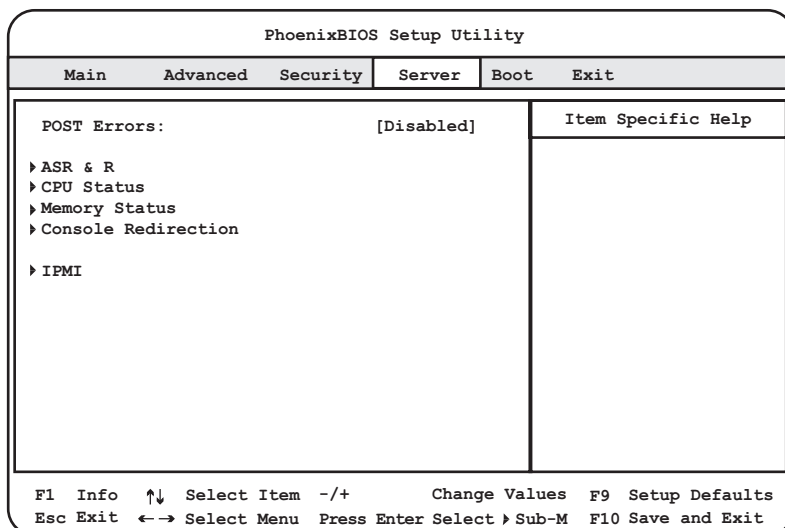 PhoenixBIOS Setup Utility
Main Advanced Security Server Boot Exit
POST Errors: [Disabled]
Item Specific Help
▶ASR & R
▶CPU Status
▶Memory Status
▶Console Redirection
▶IPMI
F1 Info ↑↓ Select Item -/+ Change Values F9 Setup Defaults
Esc Exit ←→ Select Menu Press Enter Select ▶ Sub-M F10 Save and Exit